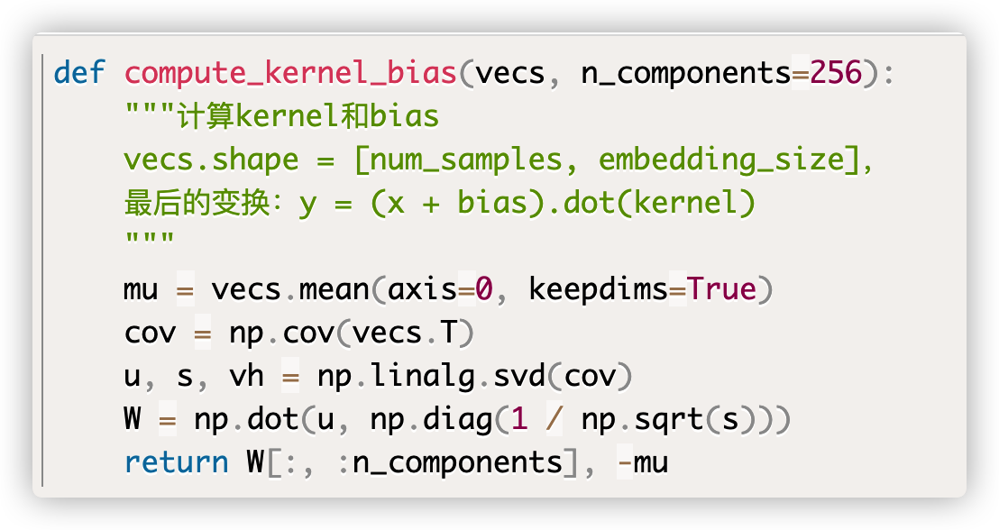 def compute_kernel_bias(vecs, n_components=256):
    """计算kernel和bias
    vecs.shape = [num_samples, embedding_size],
    最后的变换：y = (x + bias).dot(kernel)
    """
    mu = vecs.mean(axis=0, keepdims=True)
    cov = np.cov(vecs.T)
    u, s, vh = np.linalg.svd(cov)
    W = np.dot(u, np.diag(1 / np.sqrt(s)))
    return W[:, :n_components], -mu